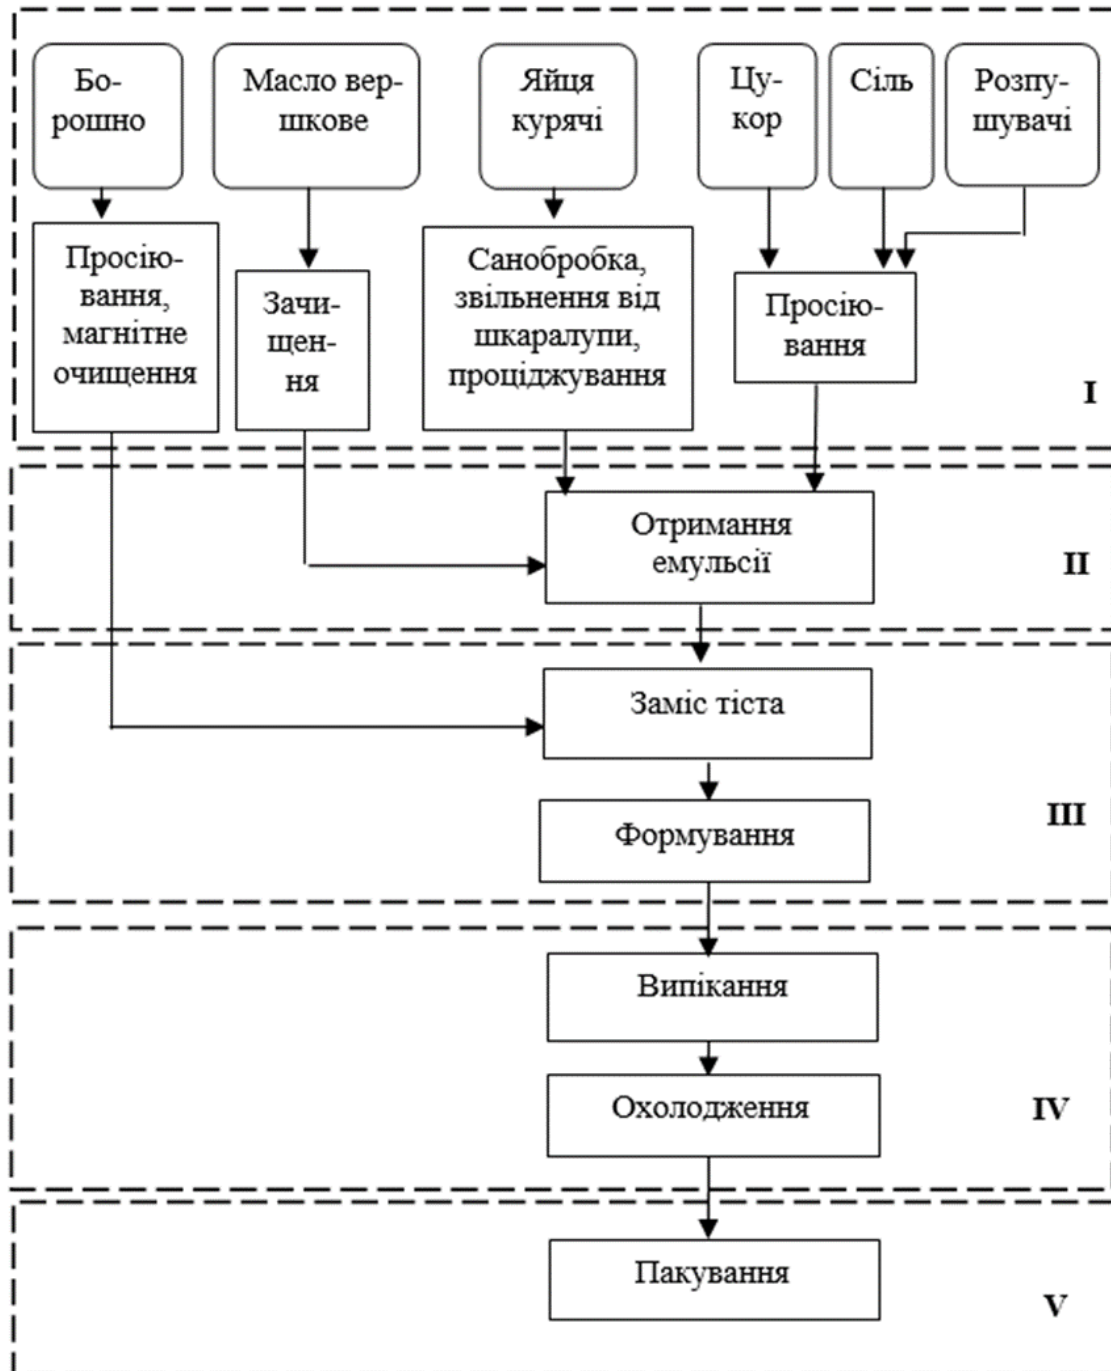 Бо-
рошно
Масло вер-
шкове
Яйця
курячі
Цу-
кор
Сіль
Розпу-
шувачі
Просію-
вання,
магнітне
очищення
Зачи-
щен-
ня
Санобробка,
звільнення від
шкаралупи,
проціджування
Просію-
вання
I
Отримання
емульсії
II
Заміс тіста
Формування
III
Випікання
Охолодження
IV
Пакування
V